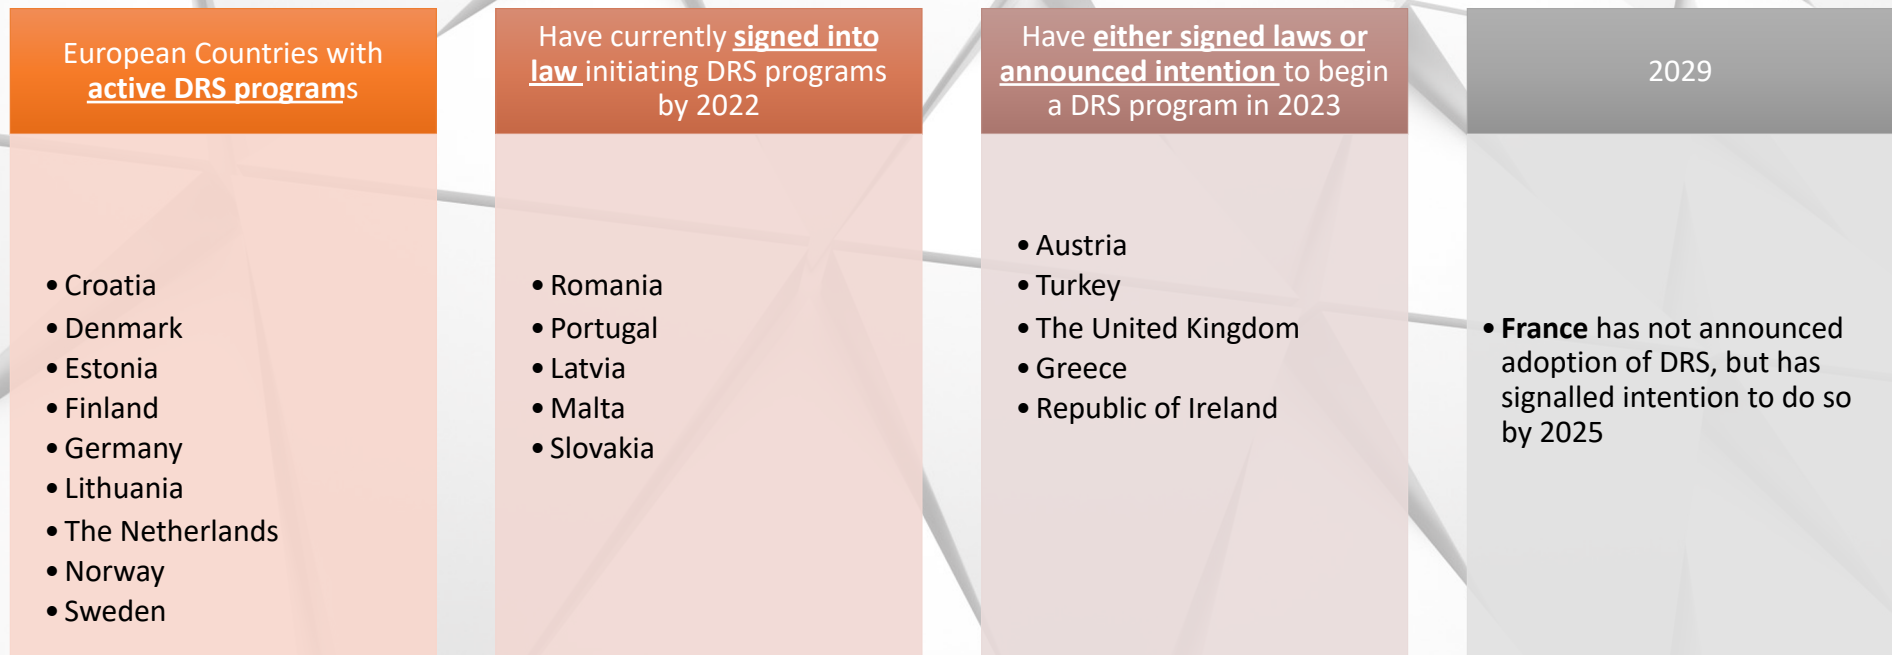 European Countries with
active DRS programs
• Croatia
• Denmark
• Estonia
• Finland
• Germany
• Lithuania
• The Netherlands
• Norway
• Sweden
Have currently signed into
law initiating DRS programs
by 2022
• Romania
• Portugal
• Latvia
• Malta
• Slovakia
Have either signed laws or
announced intention to begin
a DRS program in 2023
• Austria
• Turkey
• The United Kingdom
• Greece
• Republic of Ireland
2029
• France has not announced
adoption of DRS, but has
signalled intention to do so
by 2025